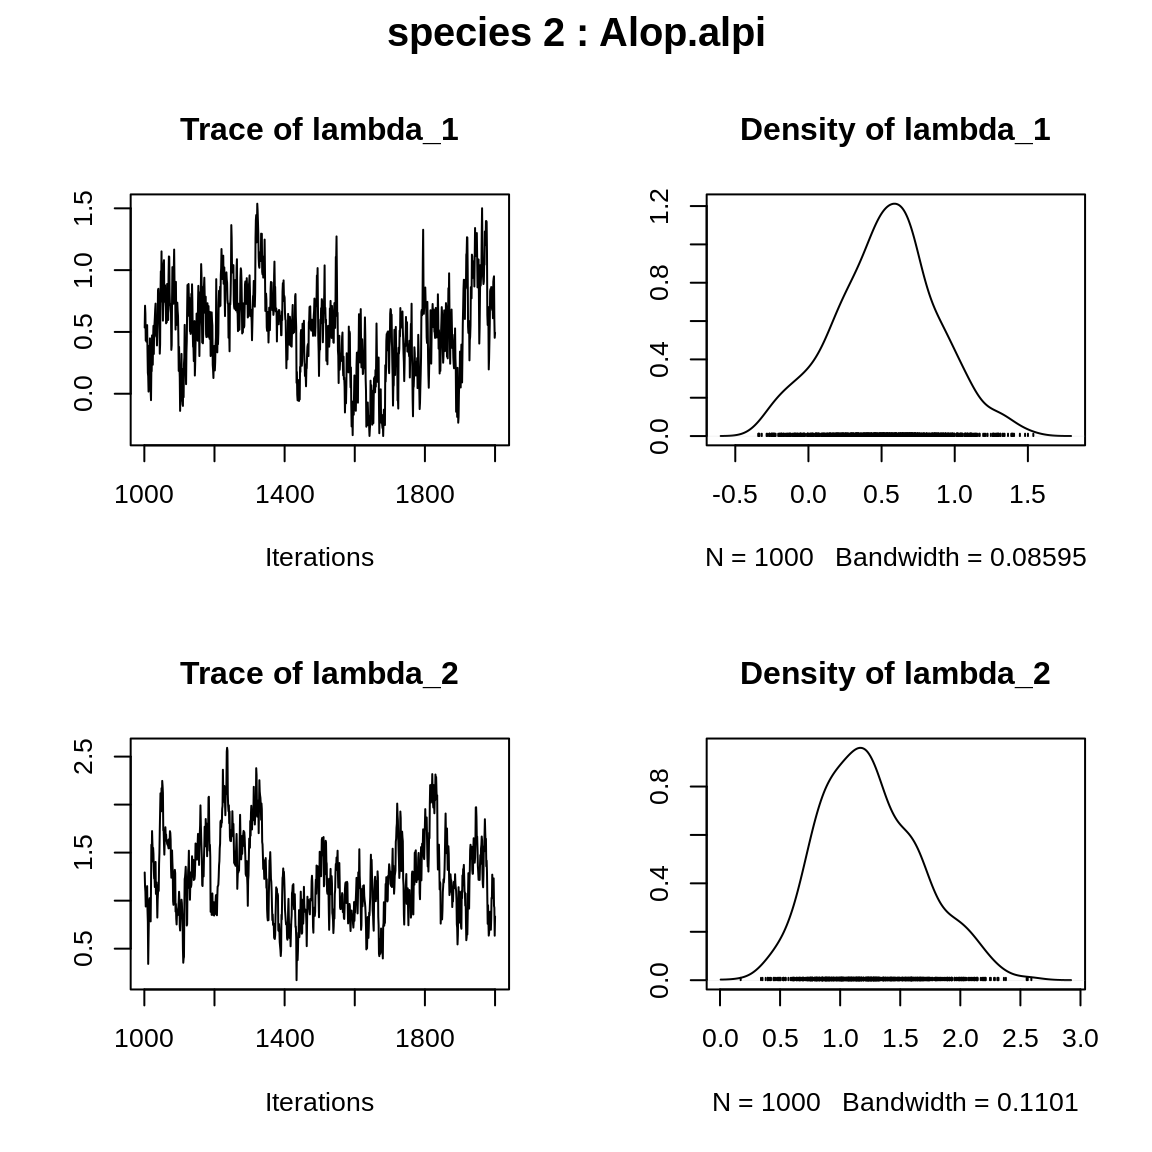 species 2 : Alop.alpi
Trace of lambda_1
1.5
1.0
0.5
0.0
1000 1400 1800
Iterations
Density of lambda_1
1.2
0.8
0.4
0.0
-0.5 0.0 0.5 1.0 1.5
N = 1000 Bandwidth = 0.08595
Trace of lambda_2
2.5
1.5
0.5
1000 1400 1800
Iterations
Density of lambda_2
0.8
0.4
0.0
0.0 0.5 1.0 1.5 2.0 2.5 3.0
N = 1000 Bandwidth = 0.1101